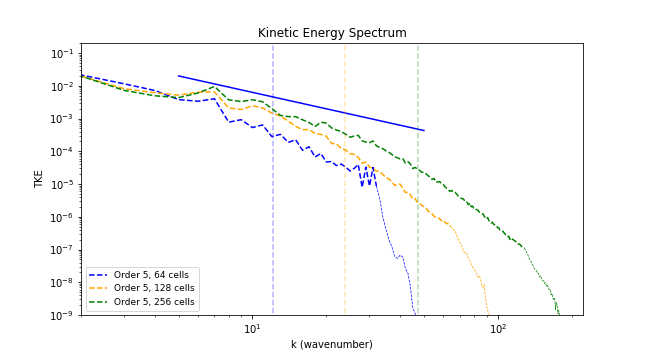 Kinetic Energy Spectrum
10⁻¹
10⁻²
10⁻³
10⁻⁴
10⁻⁵
10⁻⁶
10⁻⁷
10⁻⁸
10⁻⁹
TKE
Order 5, 64 cells
Order 5, 128 cells
Order 5, 256 cells
10¹
10²
k (wavenumber)